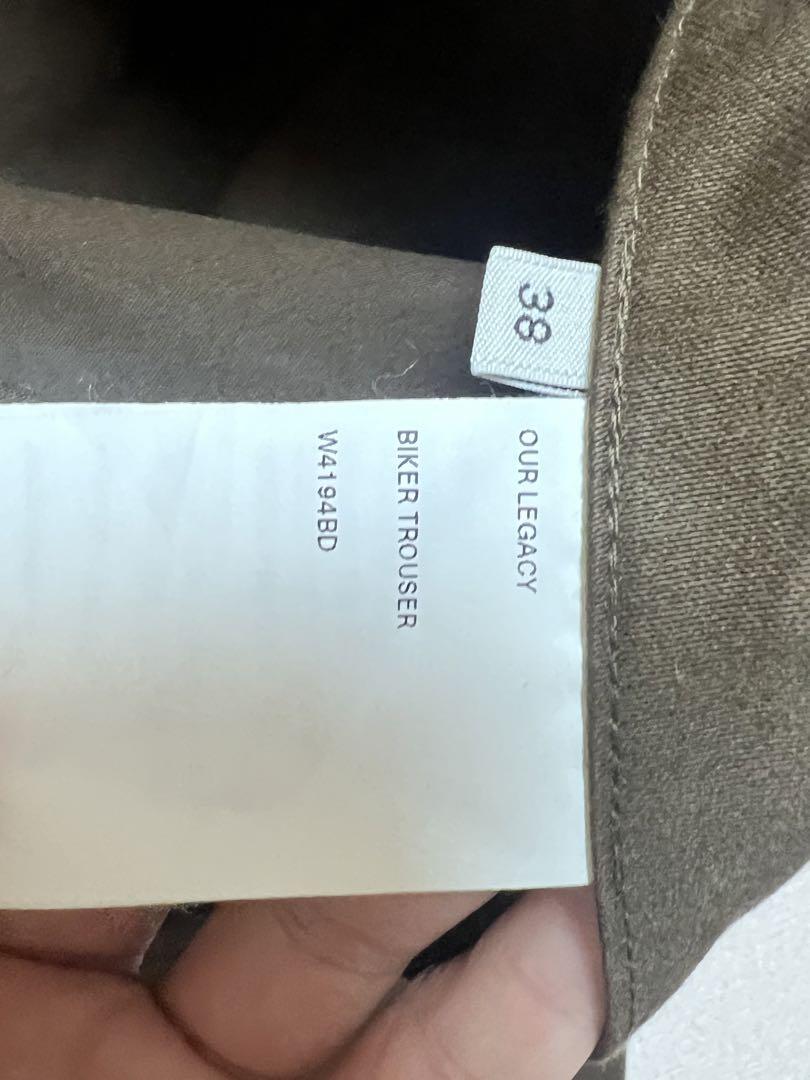 38
OUR LEGACY
BIKER TROUSER
W4194BD